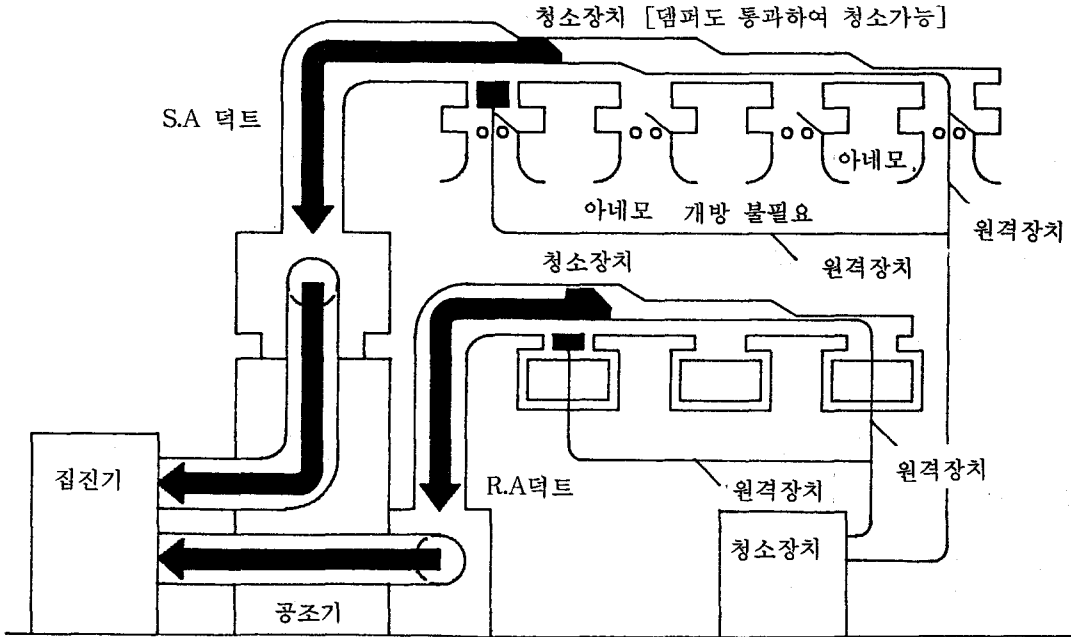 청소장치 [댐퍼도 통과하여 청소가능]
S.A 덕트
아네모
아네모 개방 불필요
원격장치
원격장치
청소장치
집진기
R.A덕트
원격장치
원격장치
청소장치
공조기